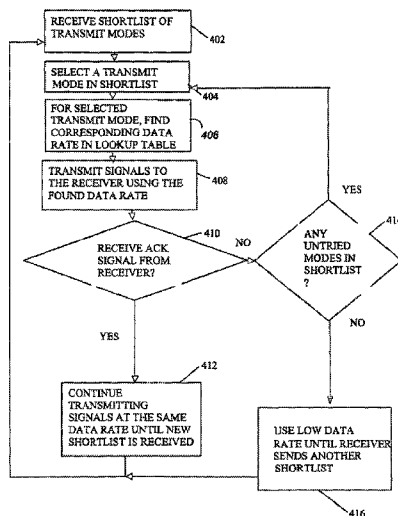 RECEIVE SHORTLIST OF
TRANSMIT MODES
402
SELECT A TRANSMIT
MODE IN SHORTLIST
404
FOR SELECTED
TRANSMIT MODE, FIND
CORRESPONDING DATA
RATE IN LOOKUP TABLE
406
TRANSMIT SIGNALS TO
THE RECEIVER USING THE
FOUND DATA RATE
408
RECEIVE ACK
SIGNAL FROM
RECEIVER?
410
NO
YES
ANY
UNTRIED
MODES IN
SHORTLIST
?
414
YES
NO
412
CONTINUE
TRANSMITTING
SIGNALS AT THE SAME
DATA RATE UNTIL NEW
SHORTLIST IS RECEIVED
USE LOW DATA
RATE UNTIL RECEIVER
SENDS ANOTHER
SHORTLIST
416